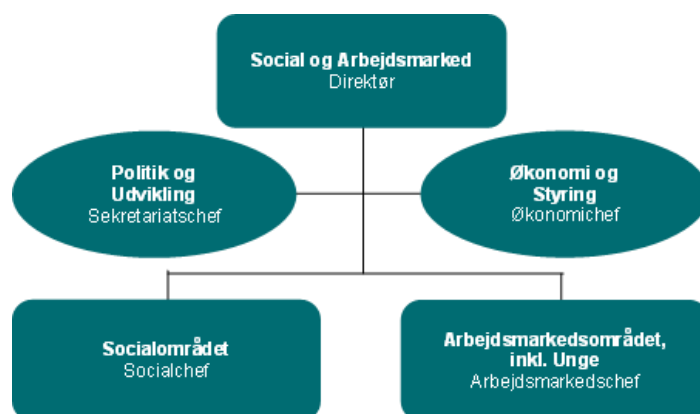 Social og Arbejdsmarked
Direktør
Politik og
Udvikling
Sekretariatschef
Økonomi og
Styring
Økonomichef
Socialområdet
Socialchef
Arbejdsmarkedsområdet,
inkl. Unge
Arbejdsmarkedschef